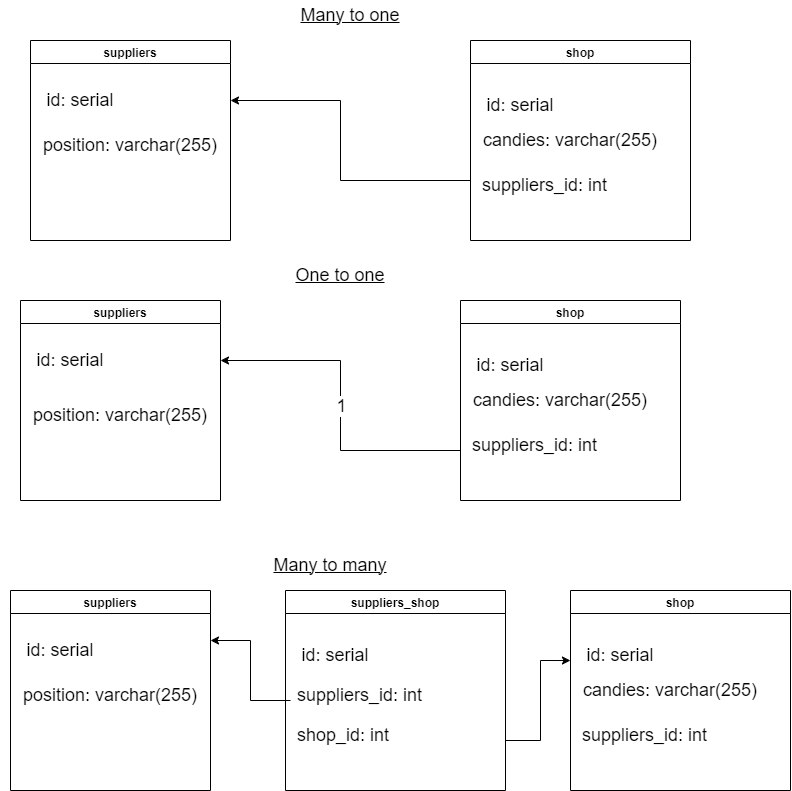 Many to one
suppliers
id: serial
position: varchar(255)
shop
id: serial
candies: varchar(255)
suppliers_id: int
One to one
suppliers
id: serial
position: varchar(255)
1
shop
id: serial
candies: varchar(255)
suppliers_id: int
Many to many
suppliers
id: serial
position: varchar(255)
suppliers_shop
id: serial
suppliers_id: int
shop_id: int
shop
id: serial
candies: varchar(255)
suppliers_id: int